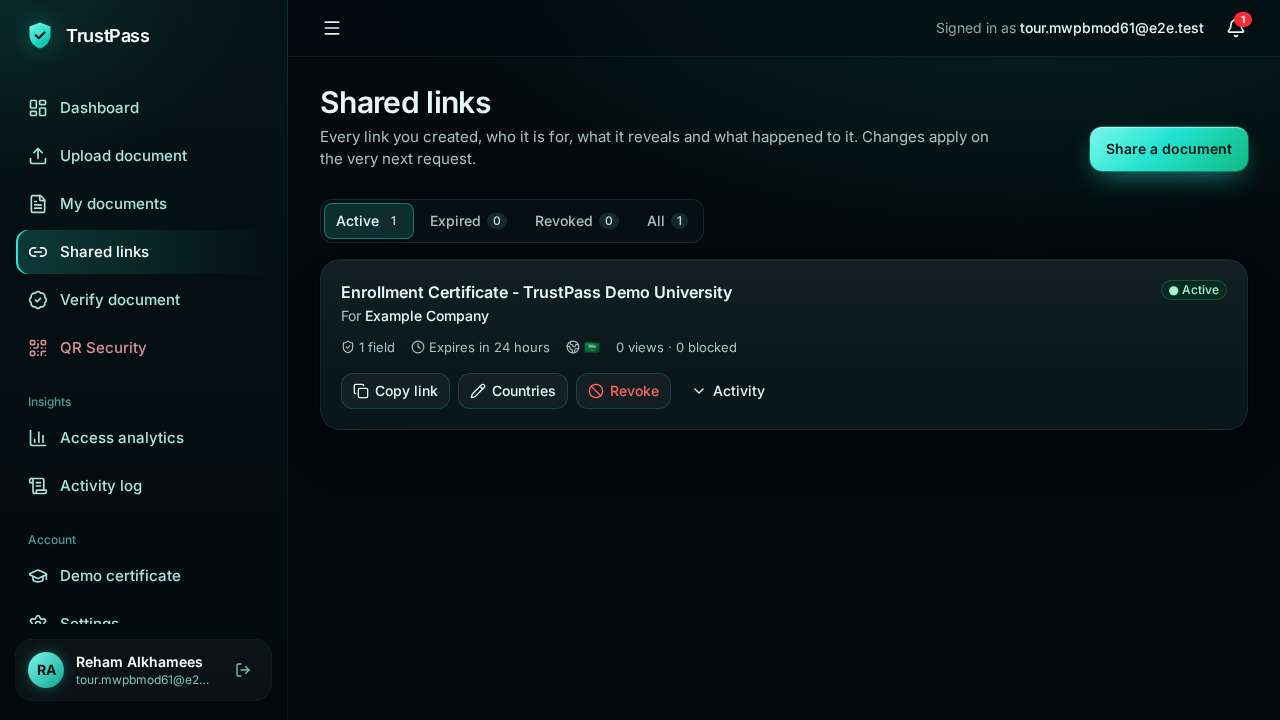 TrustPass
Dashboard
Upload document
My documents
Shared links
Verify document
QR Security
Insights
Access analytics
Activity log
Account
Demo certificate
Settings
RA
Reham Alkhamees
tour.mwpbmod61@e2...
Signed in as tour.mwpbmod61@e2e.test
1
Shared links
Every link you created, who it is for, what it reveals and what happened to it. Changes apply on
the very next request.
Share a document
Active 1 Expired 0 Revoked 0 All 1
Enrollment Certificate - TrustPass Demo University
Active
For Example Company
1 field Expires in 24 hours 0 views · 0 blocked
Copy link Countries Revoke Activity